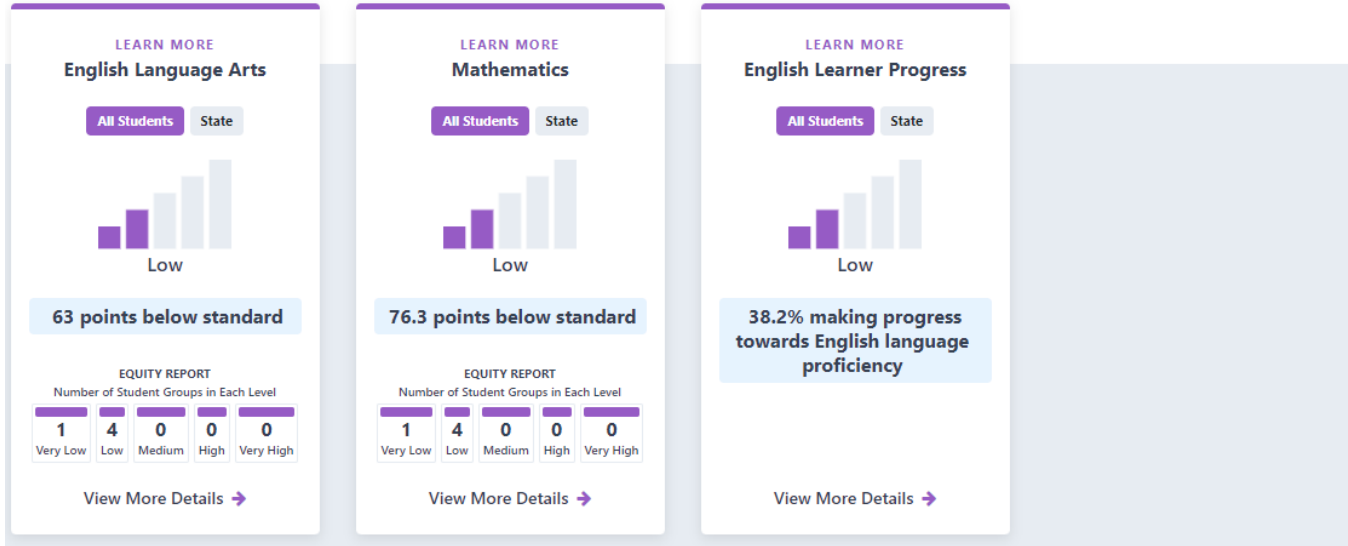 LEARN MORE
English Language Arts
All Students State
Low
63 points below standard
EQUITY REPORT
Number of Student Groups in Each Level
1 4 0 0 0
Very Low Low Medium High Very High
View More Details
LEARN MORE
Mathematics
All Students State
Low
76.3 points below standard
EQUITY REPORT
Number of Student Groups in Each Level
1 4 0 0 0
Very Low Low Medium High Very High
View More Details
LEARN MORE
English Learner Progress
All Students State
Low
38.2% making progress
towards English language
proficiency
View More Details